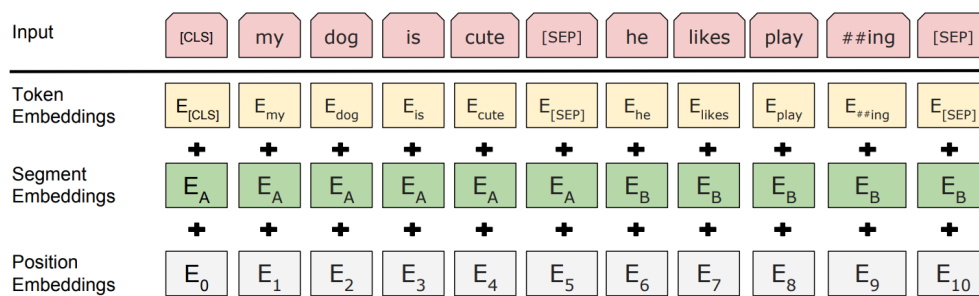 Input [CLS] my dog is cute [SEP] he likes play ##ing [SEP]
Token Embeddings E[CLS] Emy Edog Eis Ecute E[SEP] Ehe Elikes Eplay E##ing E[SEP]
+ + + + + + + + + + +
Segment Embeddings EA EA EA EA EA EA EB EB EB EB EB
+ + + + + + + + + + +
Position Embeddings E0 E1 E2 E3 E4 E5 E6 E7 E8 E9 E10